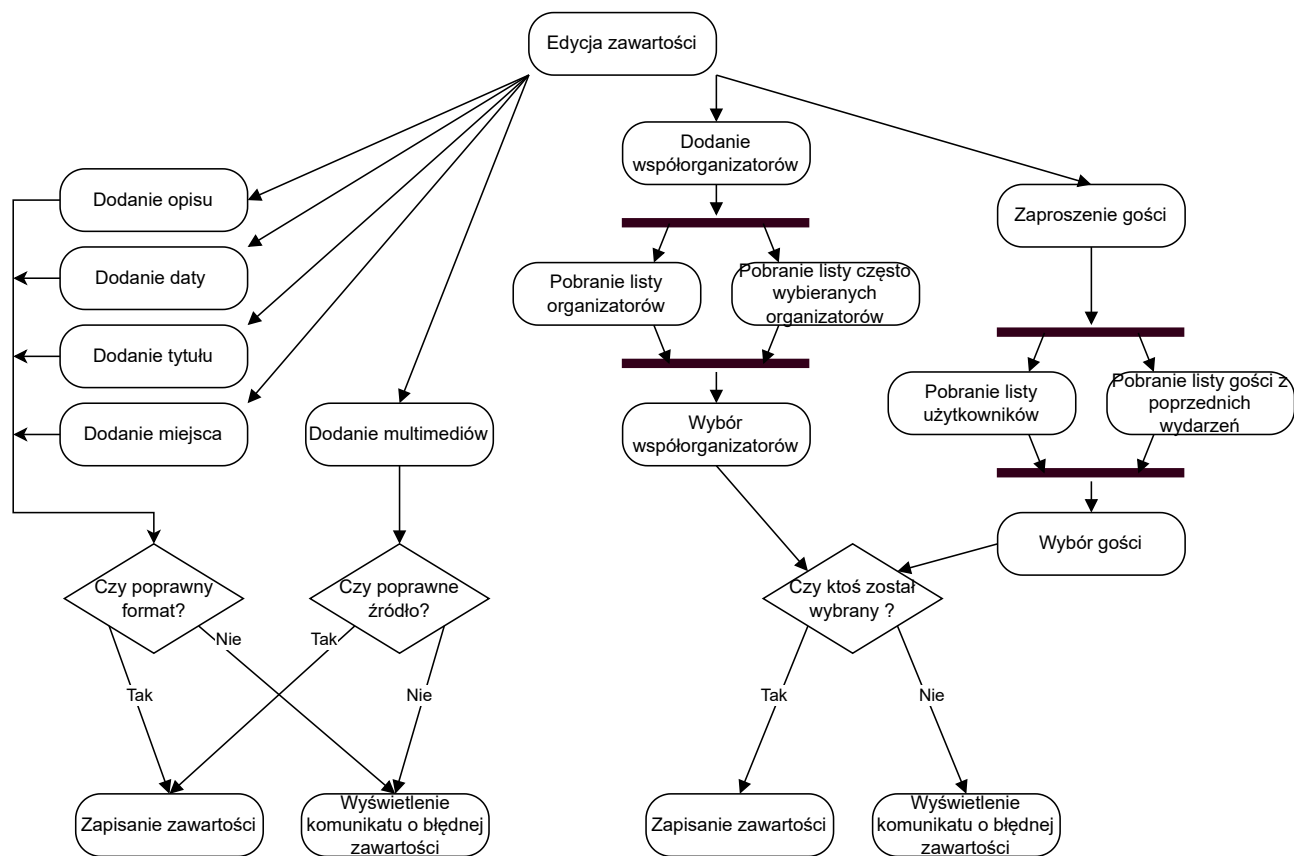 Edycja zawartości
Dodanie
współorganizatorów
Dodanie opisu
Zaproszenie gości
Dodanie daty
Pobranie listy
organizatorów
Pobranie listy często
wybieranych
organizatorów
Dodanie tytułu
Pobranie listy
użytkowników
Pobranie listy gości z
poprzednich
wydarzeń
Dodanie miejsca
Dodanie multimediów
Wybór
współorganizatorów
Wybór gości
Czy poprawny
format?
Czy poprawne
źródło?
Czy ktoś został
wybrany ?
Nie
Tak
Tak
Nie
Tak
Nie
Zapisanie zawartości
Wyświetlenie
komunikatu o błędnej
zawartości
Zapisanie zawartości
Wyświetlenie
komunikatu o błędnej
zawartości